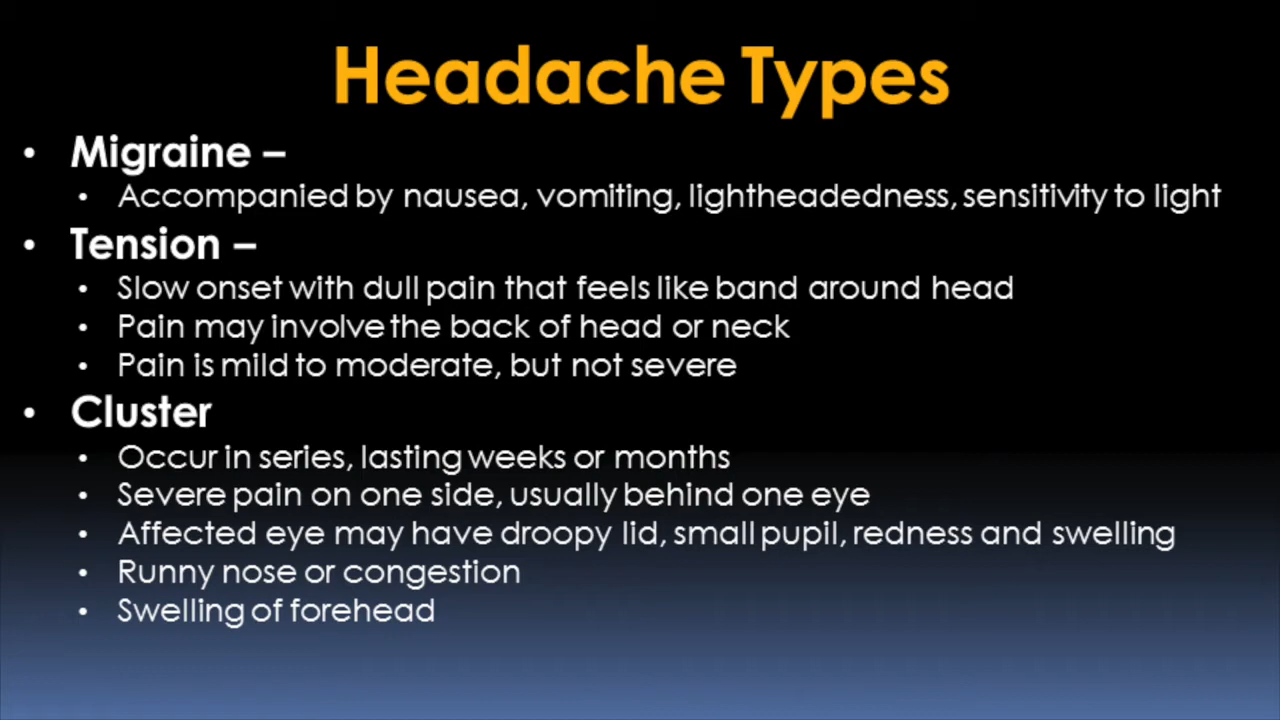 Headache Types
• Migraine –
• Accompanied by nausea, vomiting, lightheadedness, sensitivity to light
• Tension –
• Slow onset with dull pain that feels like band around head
• Pain may involve the back of head or neck
• Pain is mild to moderate, but not severe
• Cluster
• Occur in series, lasting weeks or months
• Severe pain on one side, usually behind one eye
• Affected eye may have droopy lid, small pupil, redness and swelling
• Runny nose or congestion
• Swelling of forehead